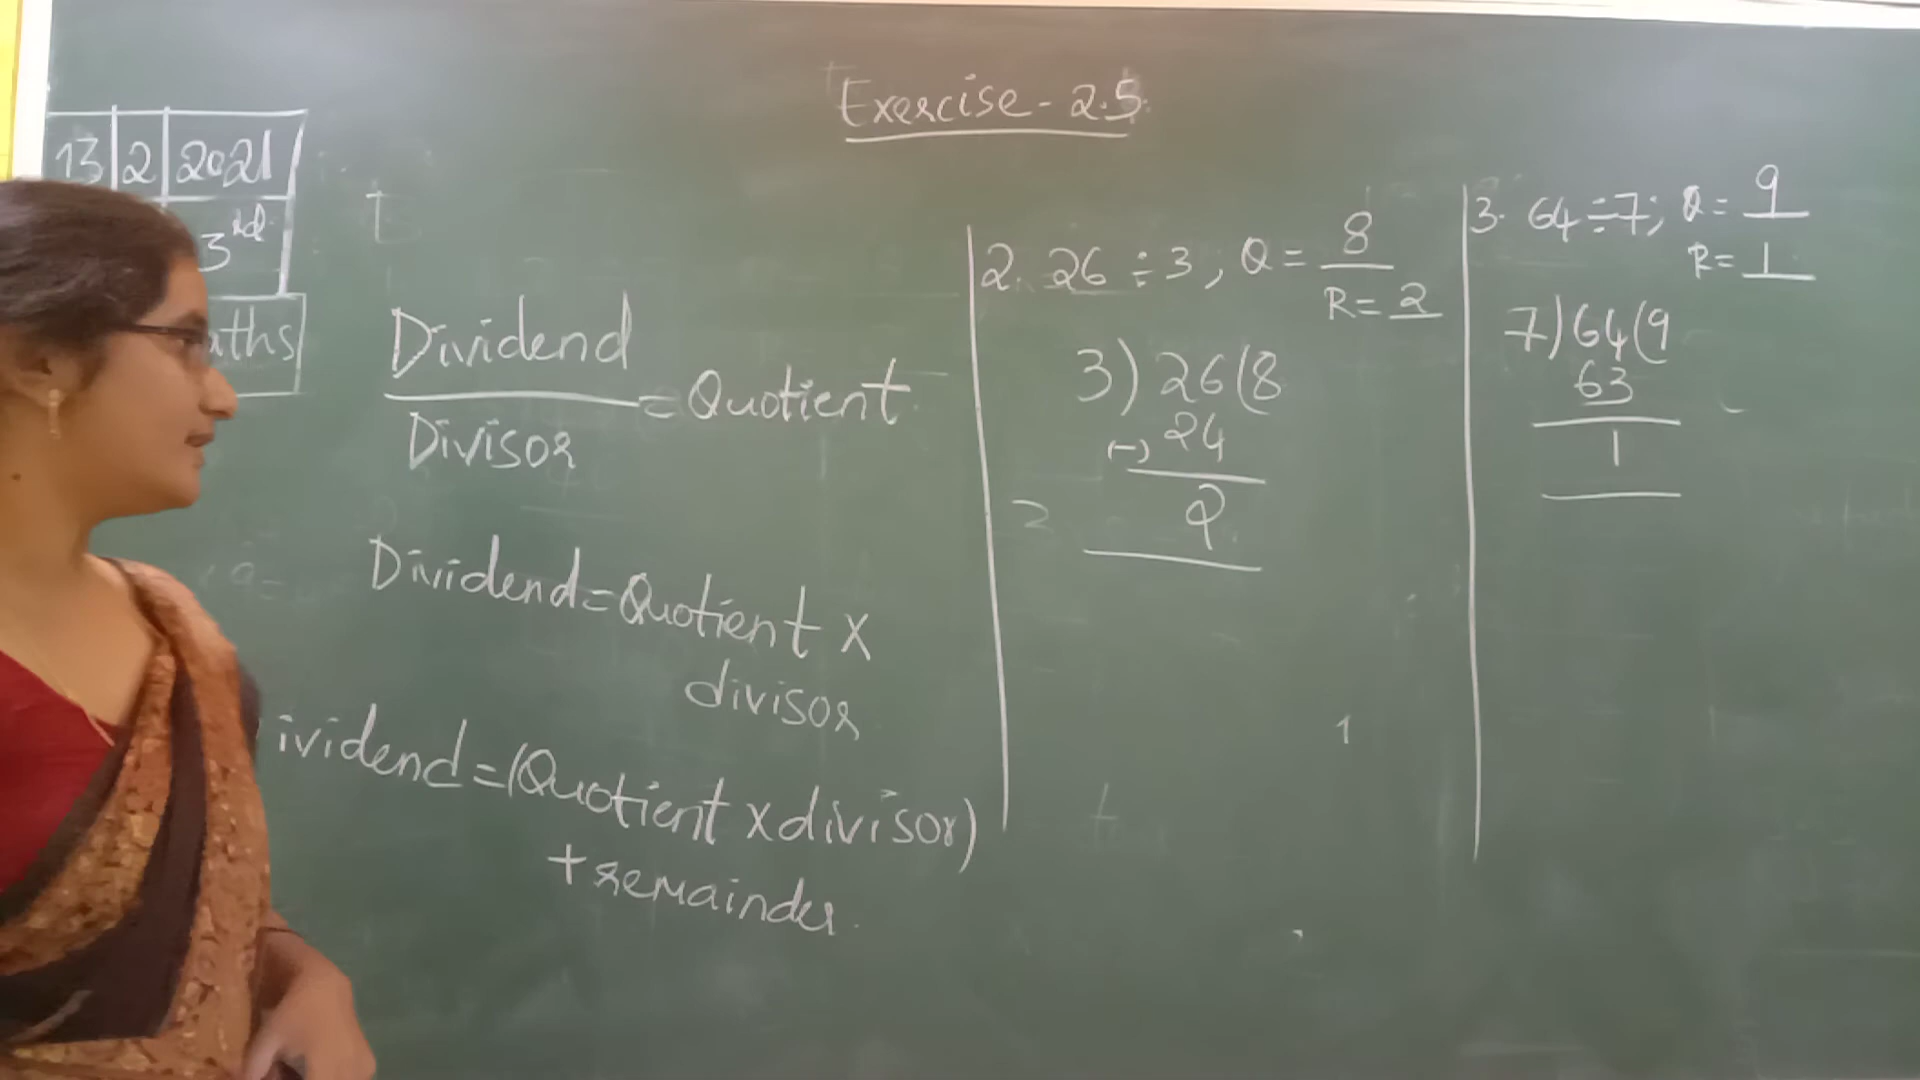 Exercise - 2.5
13 2 2021
3rd
aths
Dividend
Divisor
= Quotient
Dividend = Quotient x
divisor
ividend = (Quotient x divisor)
+ remainder.
2. 26 ÷ 3, Q = 8
R = 2
3) 26 (8
(-) 24
2
3. 64 ÷ 7; Q = 9
R = 1
7) 64 (9
63
1